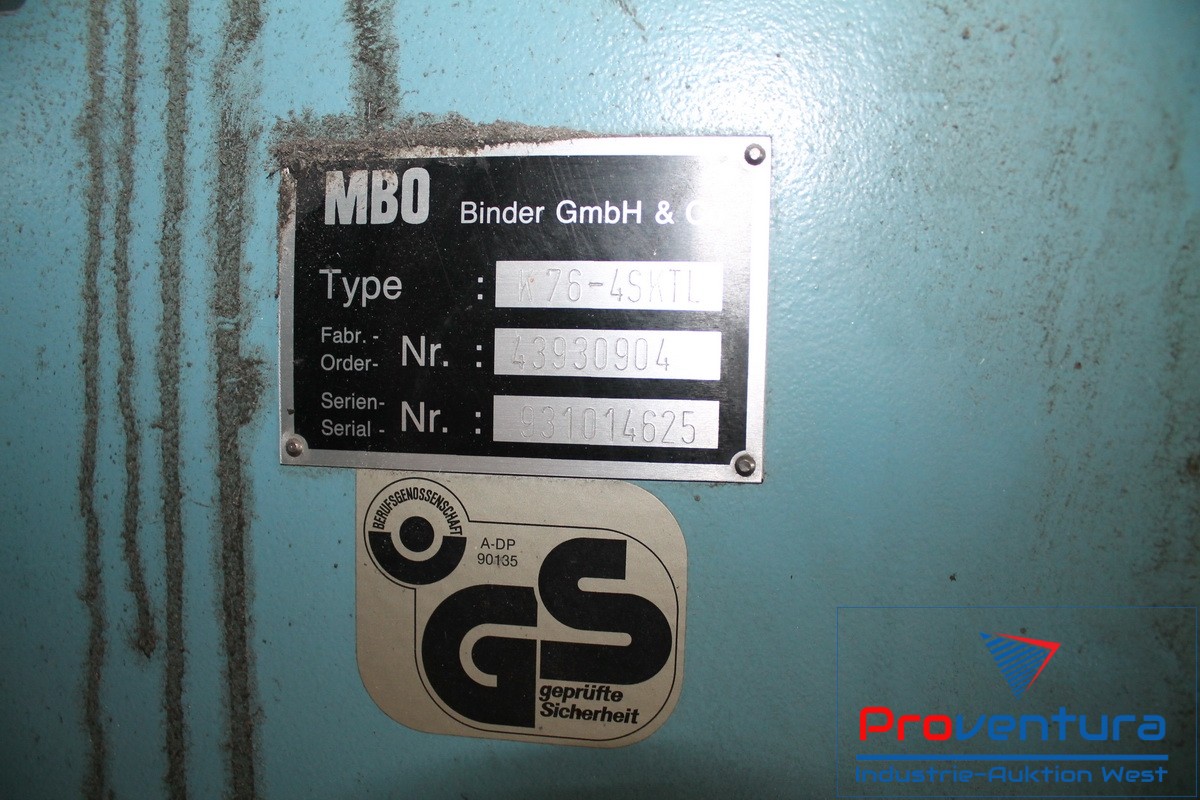 MBO Binder GmbH & C
Type : K 76-4SKTL
Fabr. -
Order- Nr. : 43930904
Serien-
Serial - Nr. : 931014625
BERUFSGENOSSENSCHAFT
A-DP
90135
GS
geprüfte
Sicherheit
Proventura
Industrie-Auktion West